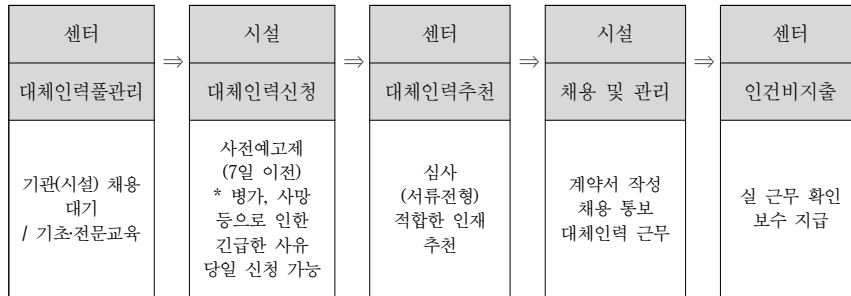 센터
대체인력풀관리
기관(시설) 채용
대기
/ 기초·전문교육
⇒
시설
대체인력신청
사전예고제
(7일 이전)
* 병가, 사망
등으로 인한
긴급한 사유
당일 신청 가능
⇒
센터
대체인력추천
심사
(서류전형)
적합한 인재
추천
⇒
시설
채용 및 관리
계약서 작성
채용 통보
대체인력 근무
⇒
센터
인건비지출
실 근무 확인
보수 지급